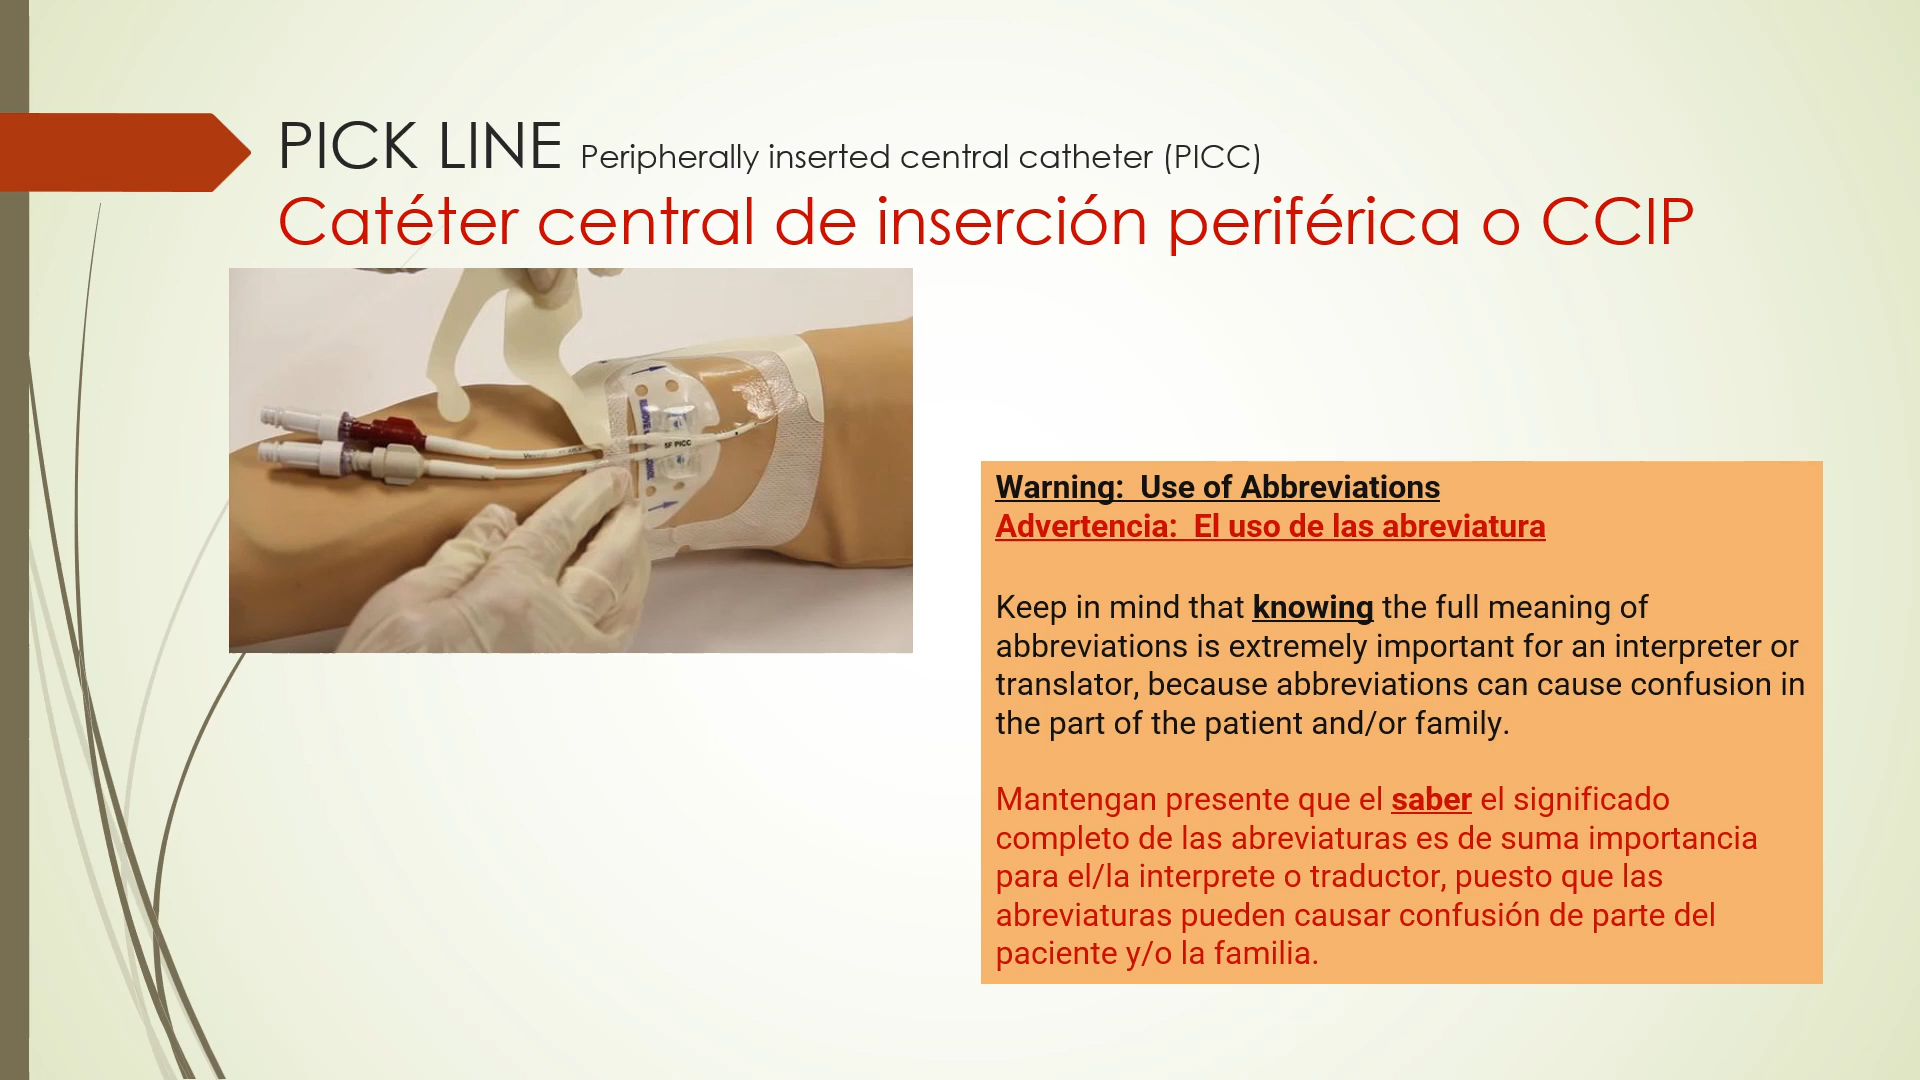 PICK LINE Peripherally inserted central catheter (PICC)
Catéter central de inserción periférica o CCIP
5F PICC
Warning:  Use of Abbreviations
Advertencia:  El uso de las abreviatura
Keep in mind that knowing the full meaning of
abbreviations is extremely important for an interpreter or
translator, because abbreviations can cause confusion in
the part of the patient and/or family.
Mantengan presente que el saber el significado
completo de las abreviaturas es de suma importancia
para el/la interprete o traductor, puesto que las
abreviaturas pueden causar confusión de parte del
paciente y/o la familia.